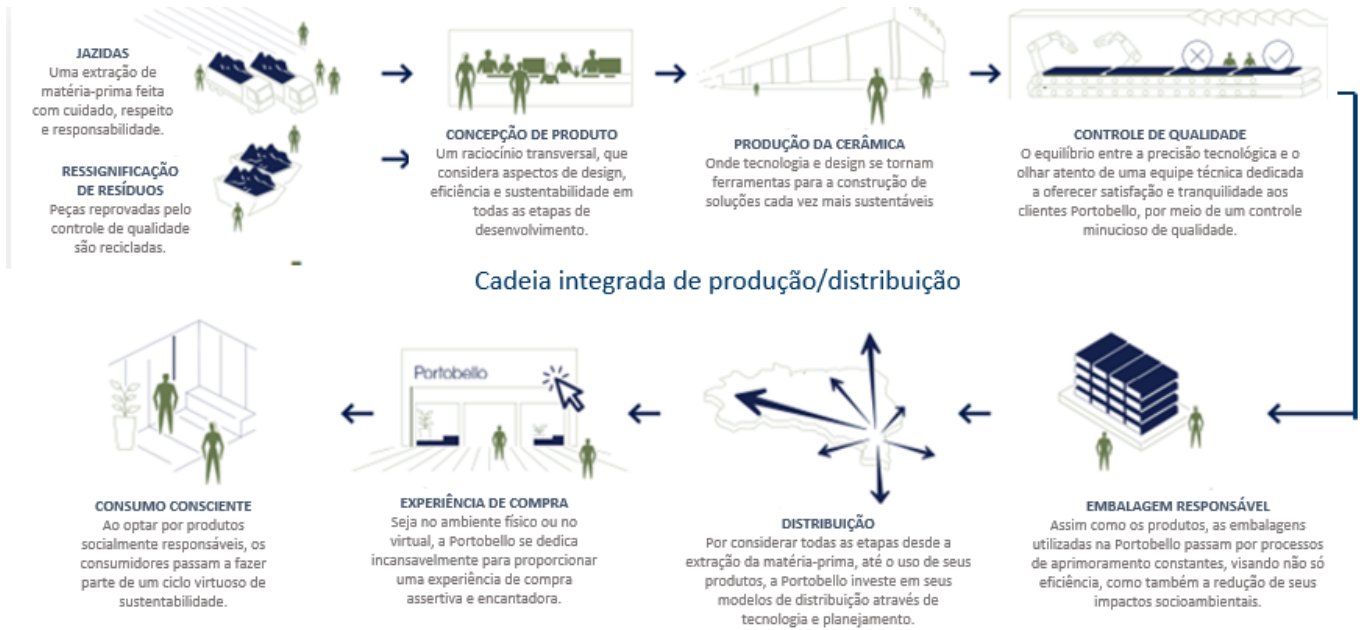 JAZIDAS
Uma extração de
matéria-prima feita
com cuidado, respeito
e responsabilidade.
RESSIGNIFICAÇÃO
DE RESÍDUOS
Peças reprovadas pelo
controle de qualidade
são recicladas.
CONCEPÇÃO DE PRODUTO
Um raciocínio transversal, que
considera aspectos de design,
eficiência e sustentabilidade em
todas as etapas de
desenvolvimento.
PRODUÇÃO DA CERÂMICA
Onde tecnologia e design se tornam
ferramentas para a construção de
soluções cada vez mais sustentáveis
CONTROLE DE QUALIDADE
O equilíbrio entre a precisão tecnológica e o
olhar atento de uma equipe técnica dedicada
a oferecer satisfação e tranquilidade aos
clientes Portobello, por meio de um controle
minucioso de qualidade.
Cadeia integrada de produção/distribuição
Portobello
CONSUMO CONSCIENTE
Ao optar por produtos
socialmente responsáveis, os
consumidores passam a fazer
parte de um ciclo virtuoso de
sustentabilidade.
EXPERIÊNCIA DE COMPRA
Seja no ambiente físico ou no
virtual, a Portobello se dedica
incansavelmente para proporcionar
uma experiência de compra
assertiva e encantadora.
DISTRIBUIÇÃO
Por considerar todas as etapas desde a
extração da matéria-prima, até o uso de seus
produtos, a Portobello investe em seus
modelos de distribuição através de
tecnologia e planejamento.
EMBALAGEM RESPONSÁVEL
Assim como os produtos, as embalagens
utilizadas na Portobello passam por processos
de aprimoramento constantes, visando não só
eficiência, como também a redução de seus
impactos socioambientais.